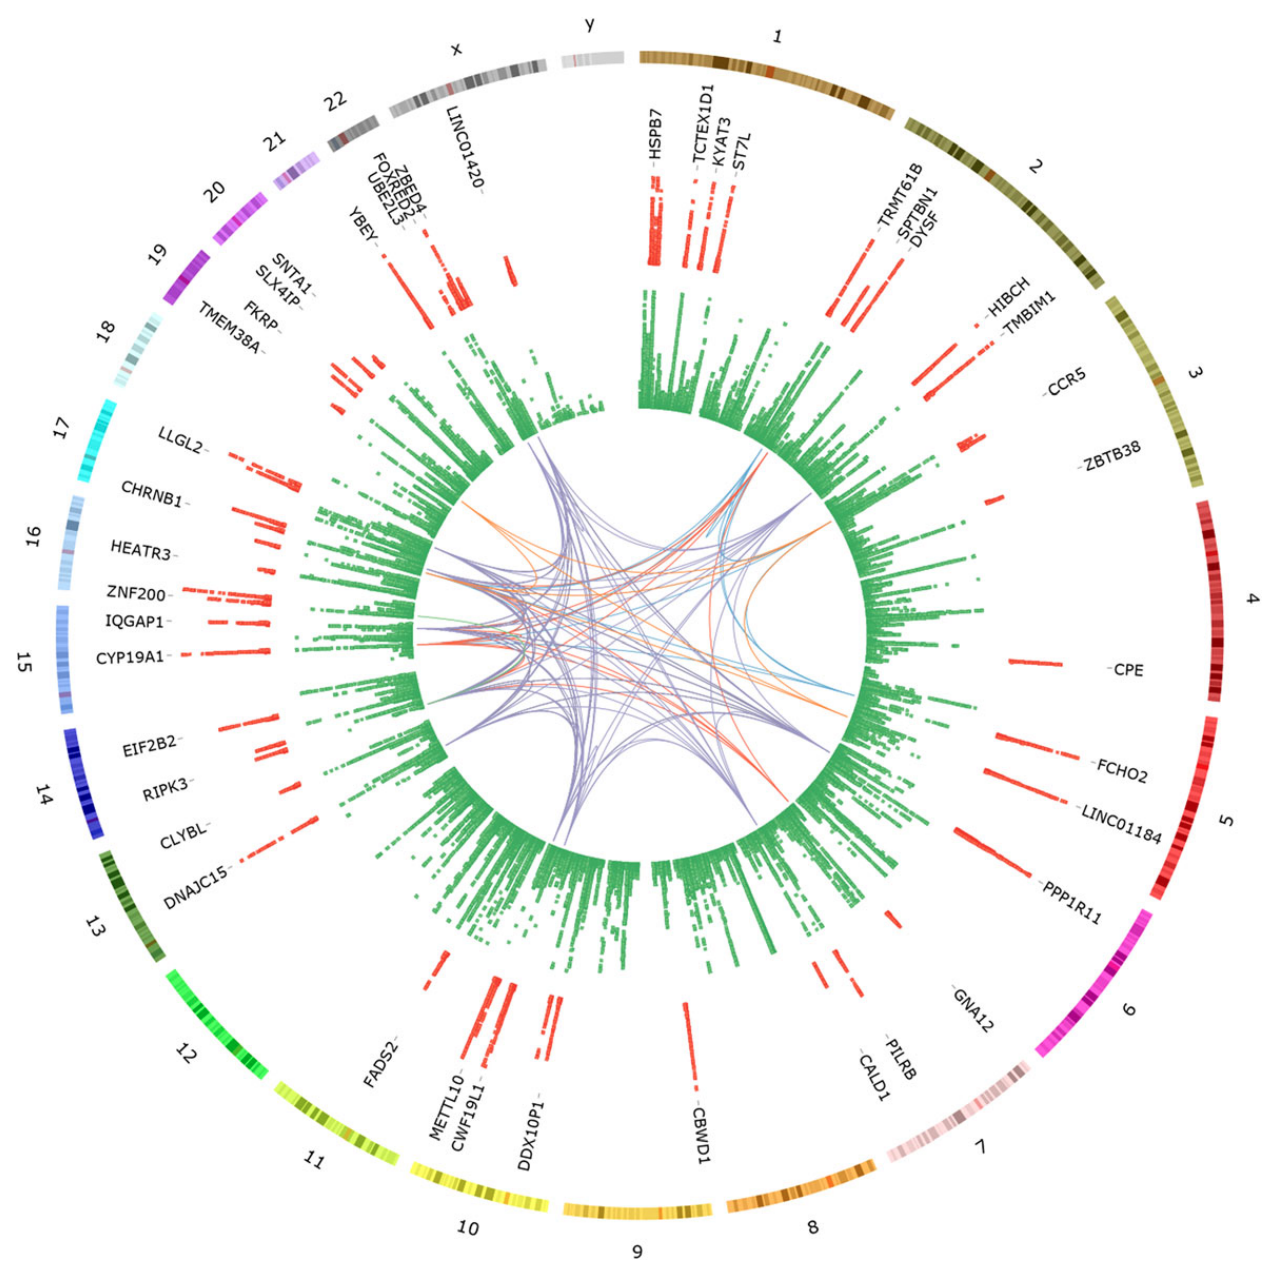 1
2
3
4
5
6
7
8
9
10
11
12
13
14
15
16
17
18
19
20
21
22
x
y
HSPB7
TCTEX1D1
KYAT3
ST7L
TRMT61B
SPTBN1
DYSF
HIBCH
TMBIM1
CCR5
ZBTB38
CPE
FCHO2
LINC01184
PPP1R11
GNA12
PILRB
CALD1
CBWD1
DDX10P1
CWF19L1
METTL10
FADS2
DNAJC15
CLYBL
RIPK3
EIF2B2
CYP19A1
IQGAP1
ZNF200
HEATR3
CHRNB1
LLGL2
TMEM38A
FKRP
SLX4IP
SNTA1
YBEY
UBE2L3
FOXRED2
ZBED4
LINC01420